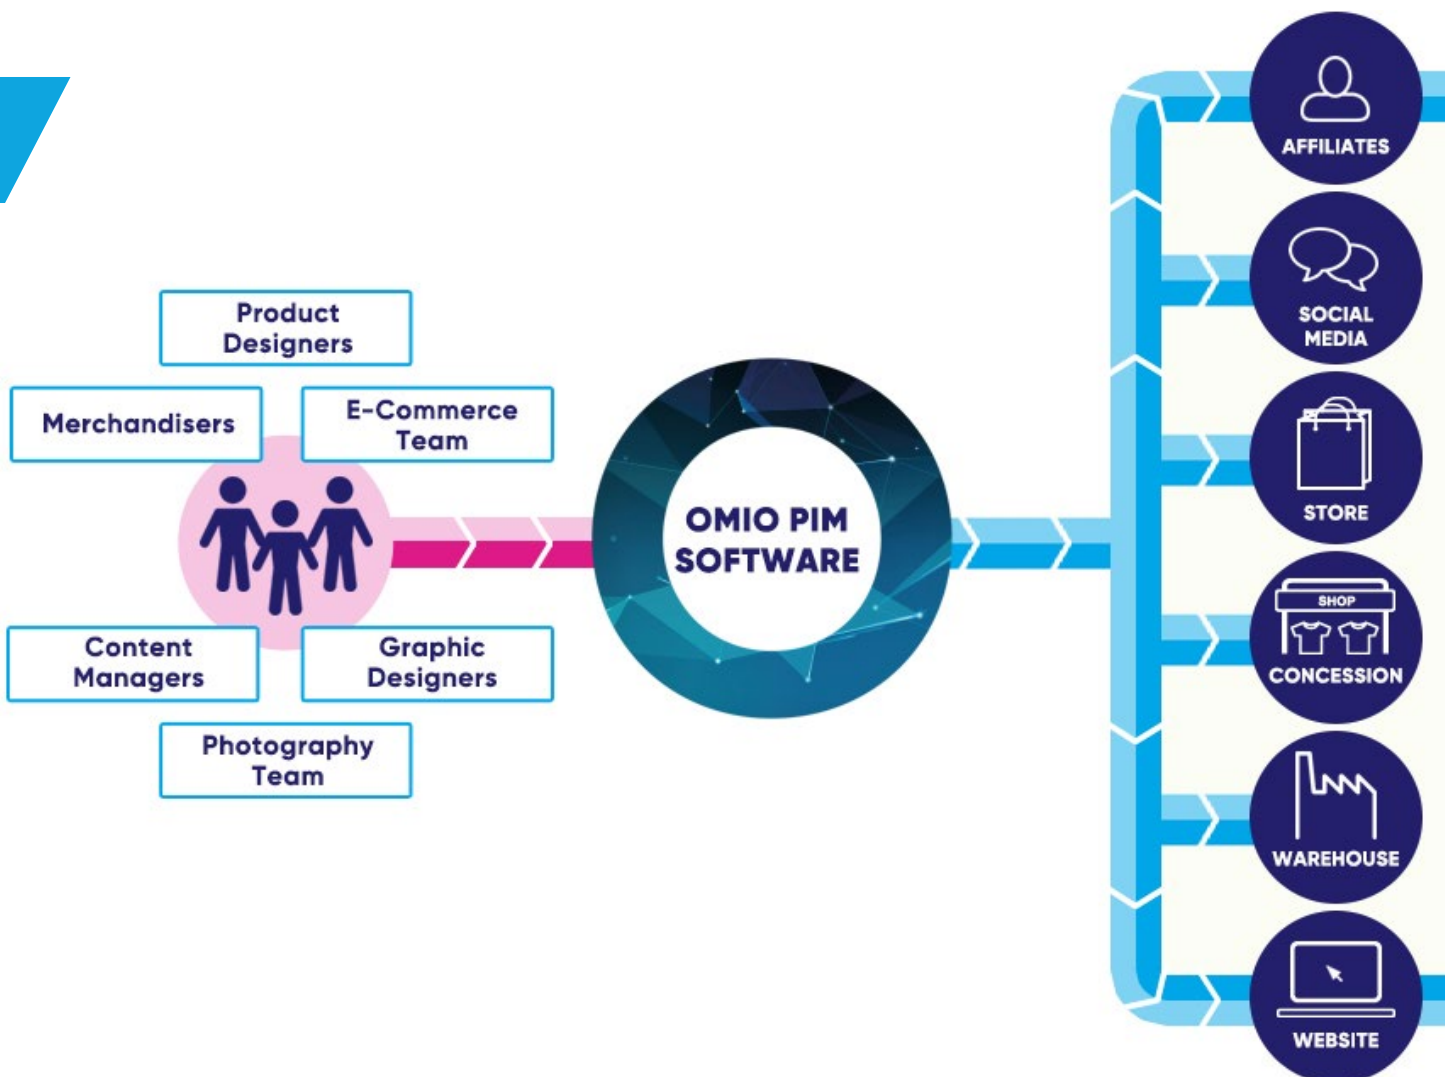 Product
Designers
Merchandisers
E-Commerce
Team
Content
Managers
Graphic
Designers
Photography
Team
OMIO PIM
SOFTWARE
AFFILIATES
SOCIAL
MEDIA
STORE
SHOP
CONCESSION
WAREHOUSE
WEBSITE